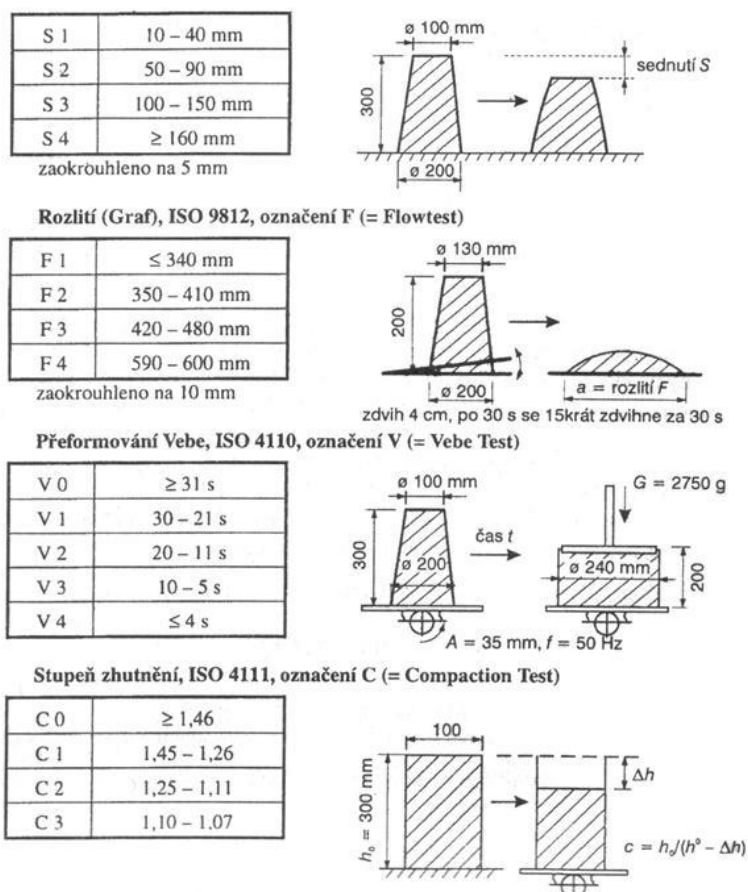 S 1 10 – 40 mm
S 2 50 – 90 mm
S 3 100 – 150 mm
S 4 ≥ 160 mm
zaokrouhleno na 5 mm
ø 100 mm
300
ø 200
sednutí S
Rozlití (Graf), ISO 9812, označení F (= Flowtest)
F 1 ≤ 340 mm
F 2 350 – 410 mm
F 3 420 – 480 mm
F 4 590 – 600 mm
zaokrouhleno na 10 mm
ø 130 mm
200
ø 200
a = rozlití F
zdvih 4 cm, po 30 s se 15krát zdvihne za 30 s
Přeformování Vebe, ISO 4110, označení V (= Vebe Test)
V 0 ≥ 31 s
V 1 30 – 21 s
V 2 20 – 11 s
V 3 10 – 5 s
V 4 ≤ 4 s
ø 100 mm
300
ø 200
čas t
G = 2750 g
ø 240 mm
200
A = 35 mm, f = 50 Hz
Stupeň zhutnění, ISO 4111, označení C (= Compaction Test)
C 0 ≥ 1,46
C 1 1,45 – 1,26
C 2 1,25 – 1,11
C 3 1,10 – 1,07
100
h₀ = 300 mm
Δh
c = h₀/(h⁰ – Δh)